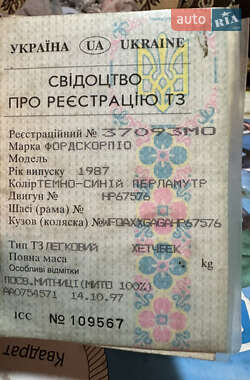 AUTO RIA
УКРАЇНА UA UKRAINE
СВІДОЦТВО
ПРО РЕЄСТРАЦІЮ ТЗ
Реєстраційний № 37093МО
Марка ФОРДСКОРПІО
Модель
Рік випуску 1987
Колір ТЕМНО-СИНІЙ ПЕРЛАМУТР
Двигун № НР67576
Шасі (рама) №
Кузов (коляска) № WF0AXXGAGAHP67576
Тип ТЗ ЛЕГКОВИЙ ХЕТЧБЕК
Повна маса kg
Особливі відмітки
ПОСВ.МИТНИЦІ(МИТО 100%)
АА0754571 14.10.97
ІСС № 109567
Квадрат